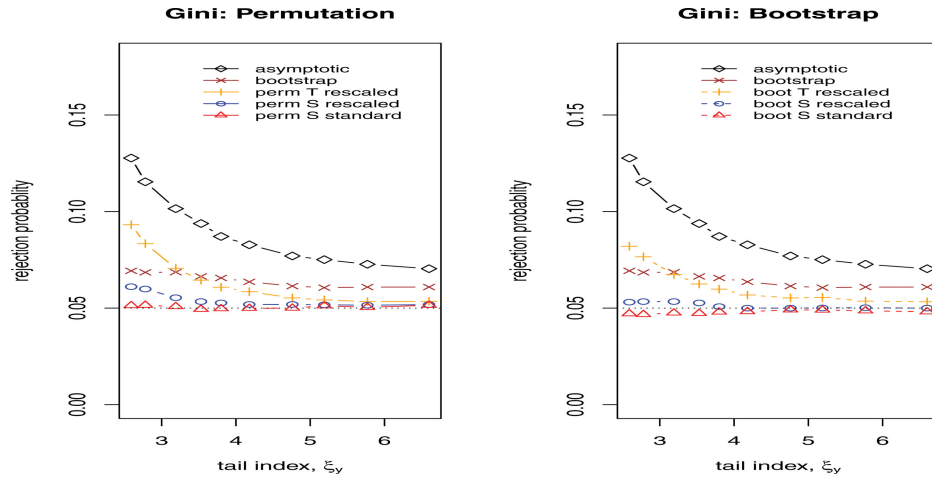 Gini: Permutation
asymptotic
bootstrap
perm T rescaled
perm S rescaled
perm S standard
rejection probablity
0.15
0.10
0.05
0.00
3 4 5 6
tail index, ξy
Gini: Bootstrap
asymptotic
bootstrap
boot T rescaled
boot S rescaled
boot S standard
rejection probablity
0.15
0.10
0.05
0.00
3 4 5 6
tail index, ξy